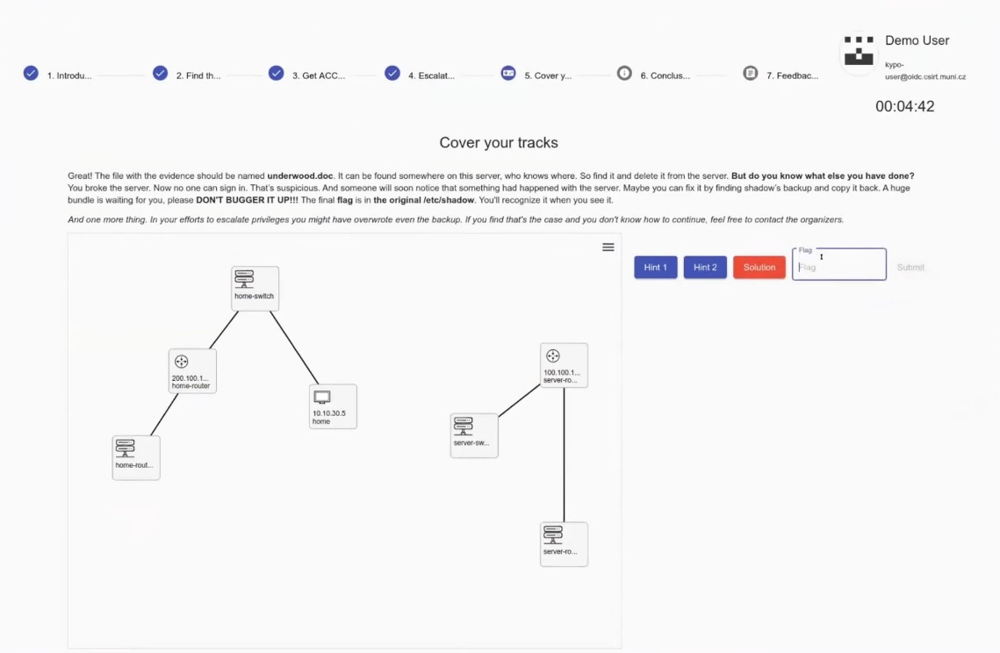 Demo User
kypo-
user@oidc.csirt.muni.cz
1. Introdu...
2. Find th...
3. Get ACC...
4. Escalat...
5. Cover y...
6. Conclus...
7. Feedbac...
00:04:42
Cover your tracks
Great! The file with the evidence should be named underwood.doc. It can be found somewhere on this server, who knows where. So find it and delete it from the server. But do you know what else you have done?
You broke the server. Now no one can sign in. That's suspicious. And someone will soon notice that something had happened with the server. Maybe you can fix it by finding shadow's backup and copy it back. A huge
bundle is waiting for you, please DON'T BUGGER IT UP!!! The final flag is in the original /etc/shadow. You'll recognize it when you see it.
And one more thing. In your efforts to escalate privileges you might have overwrote even the backup. If you find that's the case and you don't know how to continue, feel free to contact the organizers.
Hint 1
Hint 2
Solution
Flag
Flag
Submit
home-switch
200.100.1...
home-router
10.10.30.5
home
home-rout...
100.100.1...
server-ro...
server-sw...
server-ro...